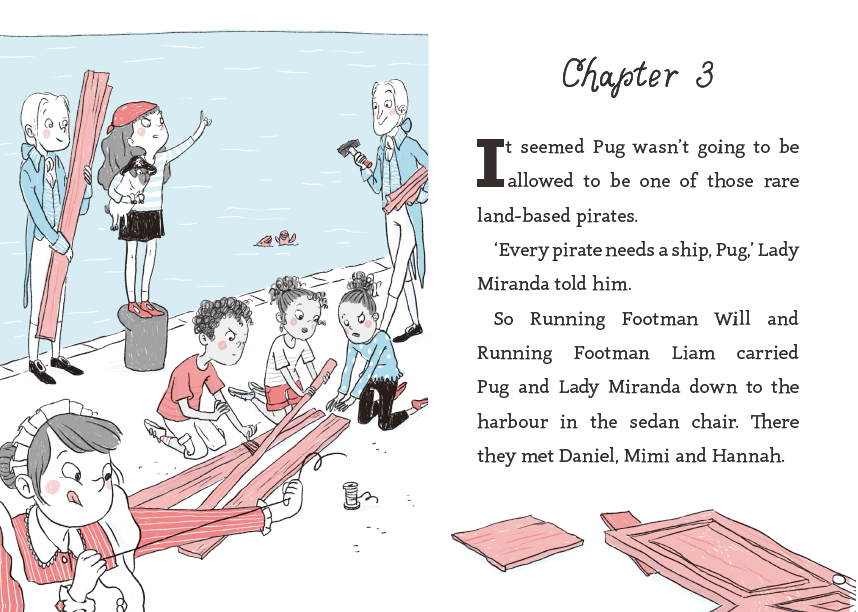 Chapter 3
It seemed Pug wasn’t going to be
allowed to be one of those rare
land-based pirates.
‘Every pirate needs a ship, Pug,’ Lady
Miranda told him.
So Running Footman Will and
Running Footman Liam carried
Pug and Lady Miranda down to the
harbour in the sedan chair. There
they met Daniel, Mimi and Hannah.